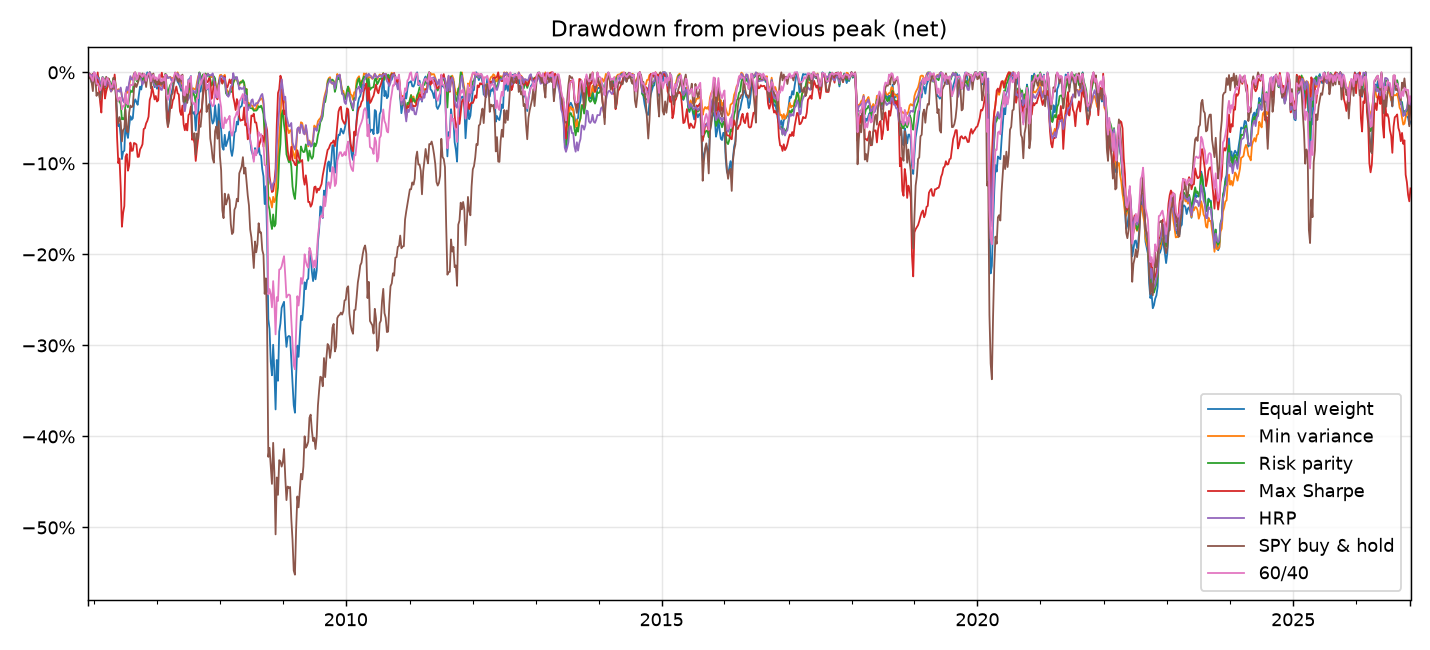 Drawdown from previous peak (net)
0%
−10%
−20%
−30%
−40%
−50%
2010
2015
2020
2025
Equal weight
Min variance
Risk parity
Max Sharpe
HRP
SPY buy & hold
60/40